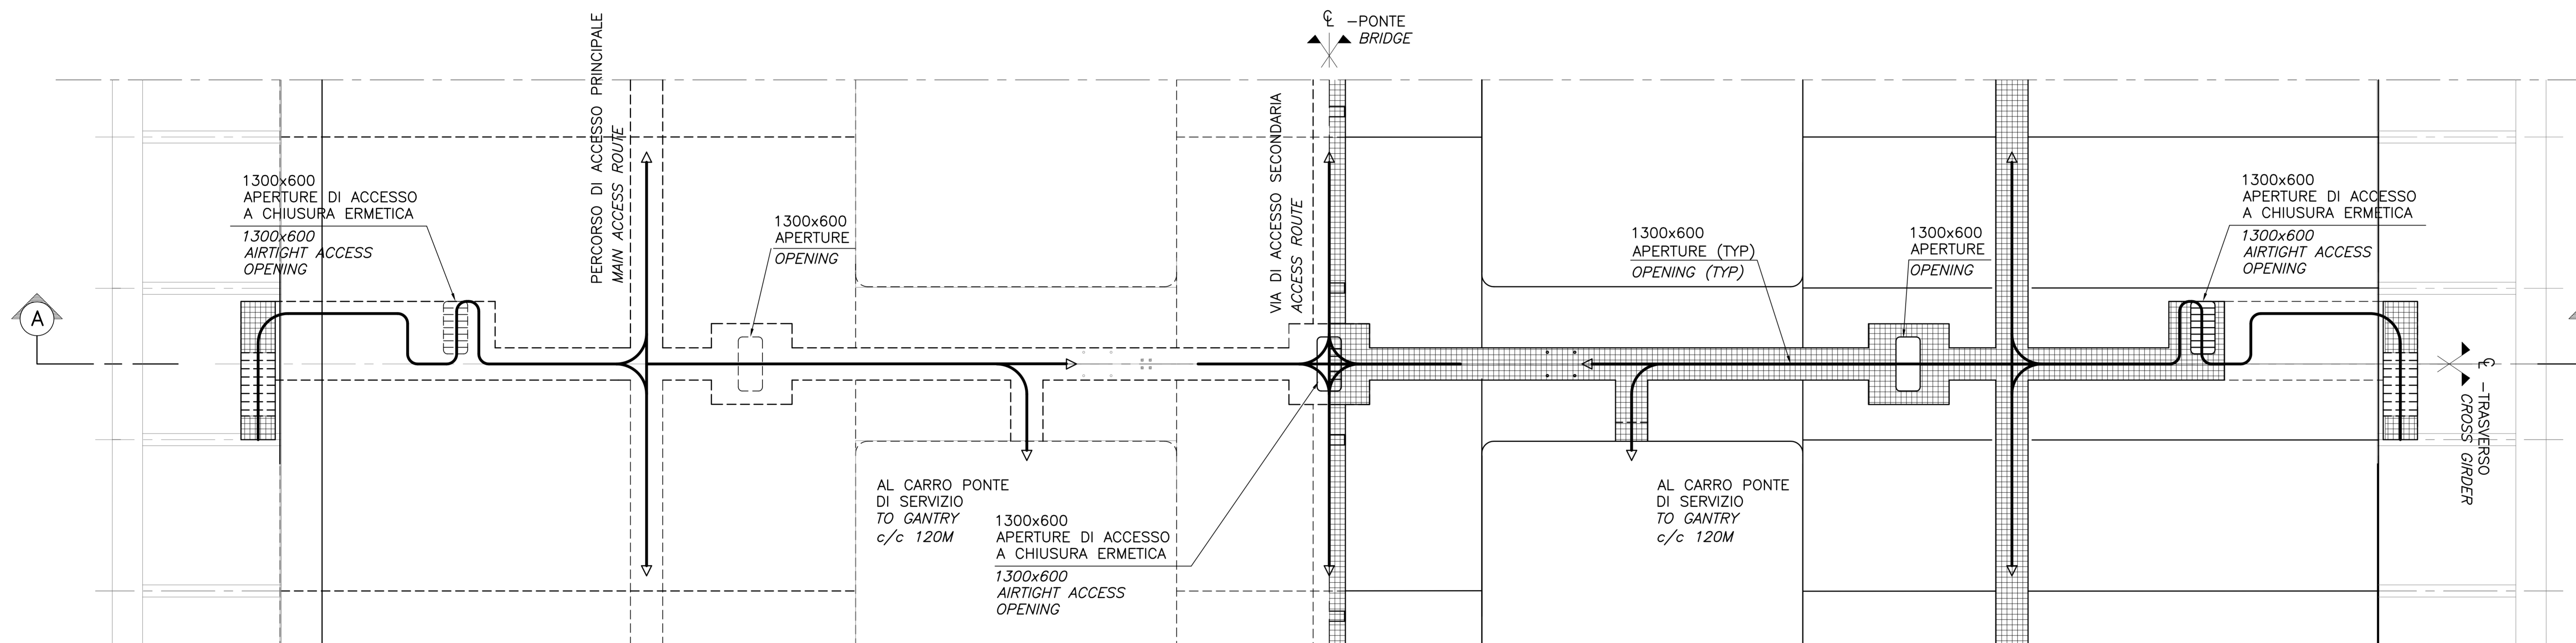 ℄ -PONTE
BRIDGE
PERCORSO DI ACCESSO PRINCIPALE
MAIN ACCESS ROUTE
VIA DI ACCESSO SECONDARIA
ACCESS ROUTE
1300x600
APERTURE DI ACCESSO
A CHIUSURA ERMETICA
1300x600
AIRTIGHT ACCESS
OPENING
1300x600
APERTURE
OPENING
1300x600
APERTURE (TYP)
OPENING (TYP)
1300x600
APERTURE
OPENING
1300x600
APERTURE DI ACCESSO
A CHIUSURA ERMETICA
1300x600
AIRTIGHT ACCESS
OPENING
A
℄ -TRASVERSO
CROSS GIRDER
AL CARRO PONTE
DI SERVIZIO
TO GANTRY
c/c 120M
1300x600
APERTURE DI ACCESSO
A CHIUSURA ERMETICA
1300x600
AIRTIGHT ACCESS
OPENING
AL CARRO PONTE
DI SERVIZIO
TO GANTRY
c/c 120M